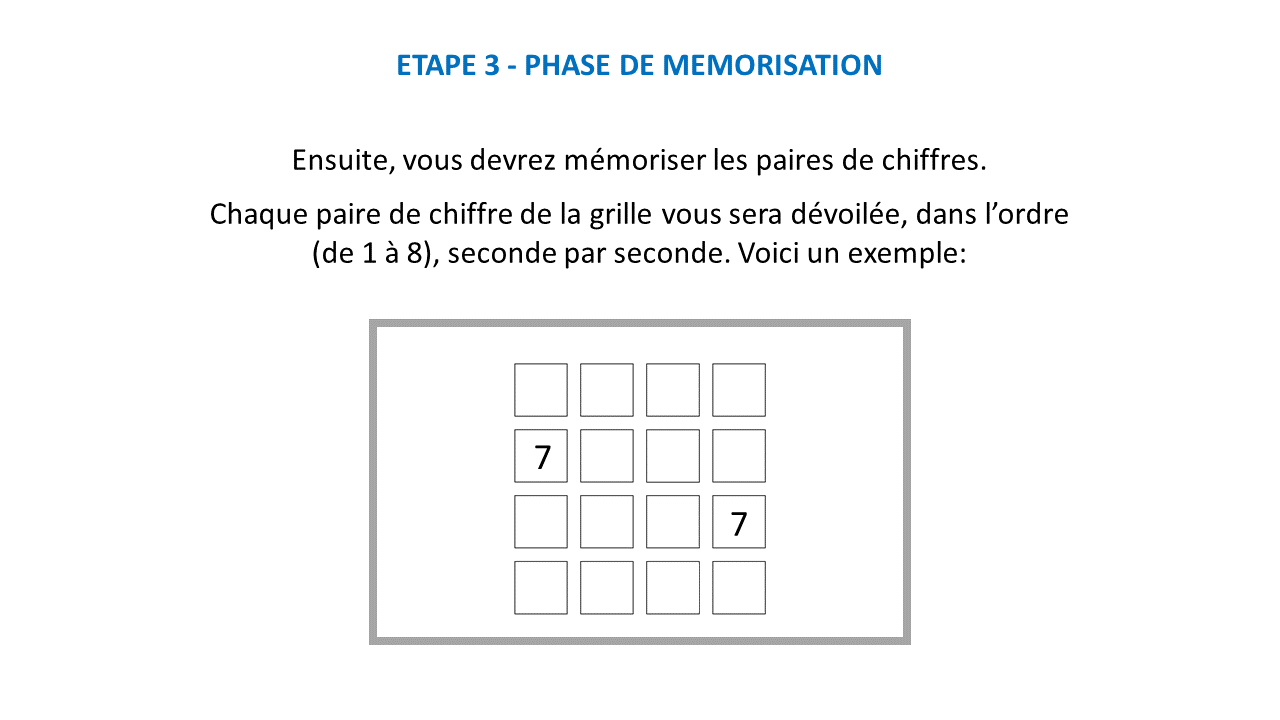 ETAPE 3 - PHASE DE MEMORISATION
Ensuite, vous devrez mémoriser les paires de chiffres.
Chaque paire de chiffre de la grille vous sera dévoilée, dans l’ordre
(de 1 à 8), seconde par seconde. Voici un exemple:
7
7